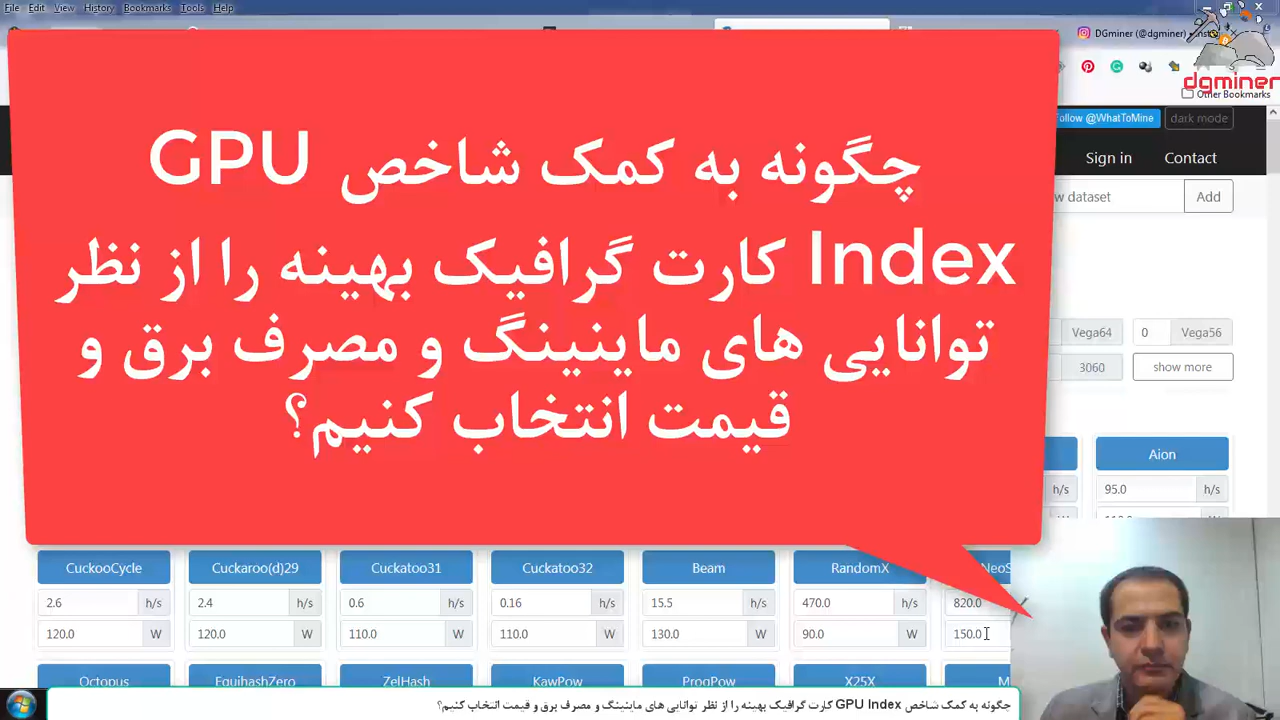 File Edit View History Bookmarks Tools Help
DGminer (@dgminer)
dgminer
Other Bookmarks
Follow @WhatToMine
dark mode
Sign in
Contact
dataset
Add
چگونه به کمک شاخص GPU
Index کارت گرافیک بهینه را از نظر
توانایی های ماینینگ و مصرف برق و
قیمت انتخاب کنیم؟
Vega64 0 Vega56
3060 show more
Aion
h/s 95.0
CuckooCycle Cuckaroo(d)29 Cuckatoo31 Cuckatoo32 Beam RandomX
2.6 h/s 2.4 h/s 0.6 h/s 0.16 h/s 15.5 h/s 470.0 h/s 820.0
120.0 W 120.0 W 110.0 W 110.0 W 130.0 W 90.0 W 150.0
Octopus EquihashZero ZelHash KawPow ProgPow X25X
چگونه به کمک شاخص GPU Index کارت گرافیک بهینه را از نظر توانایی های ماینینگ و مصرف برق و قیمت انتخاب کنیم؟